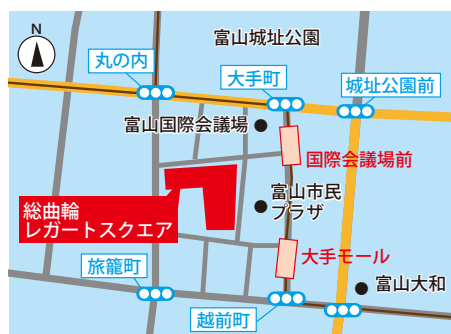 N
富山城址公園
丸の内
大手町
城址公園前
富山国際会議場
国際会議場前
総曲輪
レガートスクエア
富山市民
プラザ
大手モール
旅籠町
富山大和
越前町